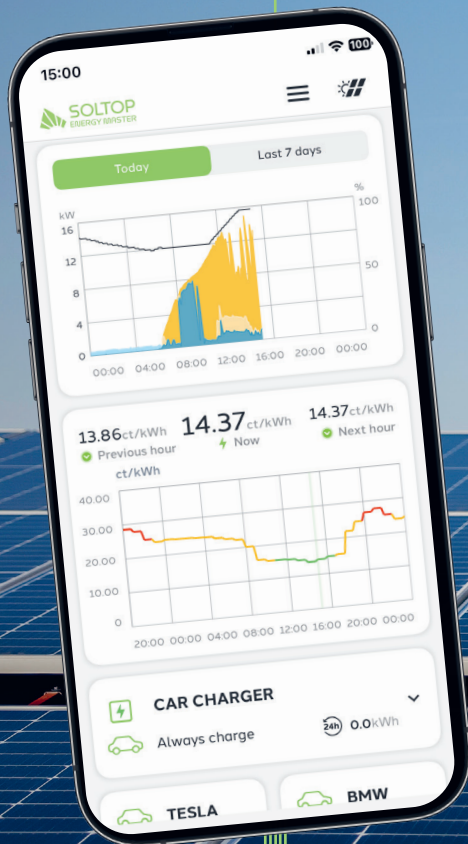 15:00
100
SOLTOP
ENERGY MASTER
Today
Last 7 days
kW
%
16
100
12
8
50
4
0
0
00:00 04:00 08:00 12:00 16:00 20:00 00:00
13.86ct/kWh
14.37ct/kWh
14.37ct/kWh
Previous hour
Now
Next hour
ct/kWh
40.00
30.00
20.00
10.00
0
20:00 00:00 04:00 08:00 12:00 16:00 20:00 00:00
CAR CHARGER
Always charge
24h
0.0kWh
TESLA
BMW